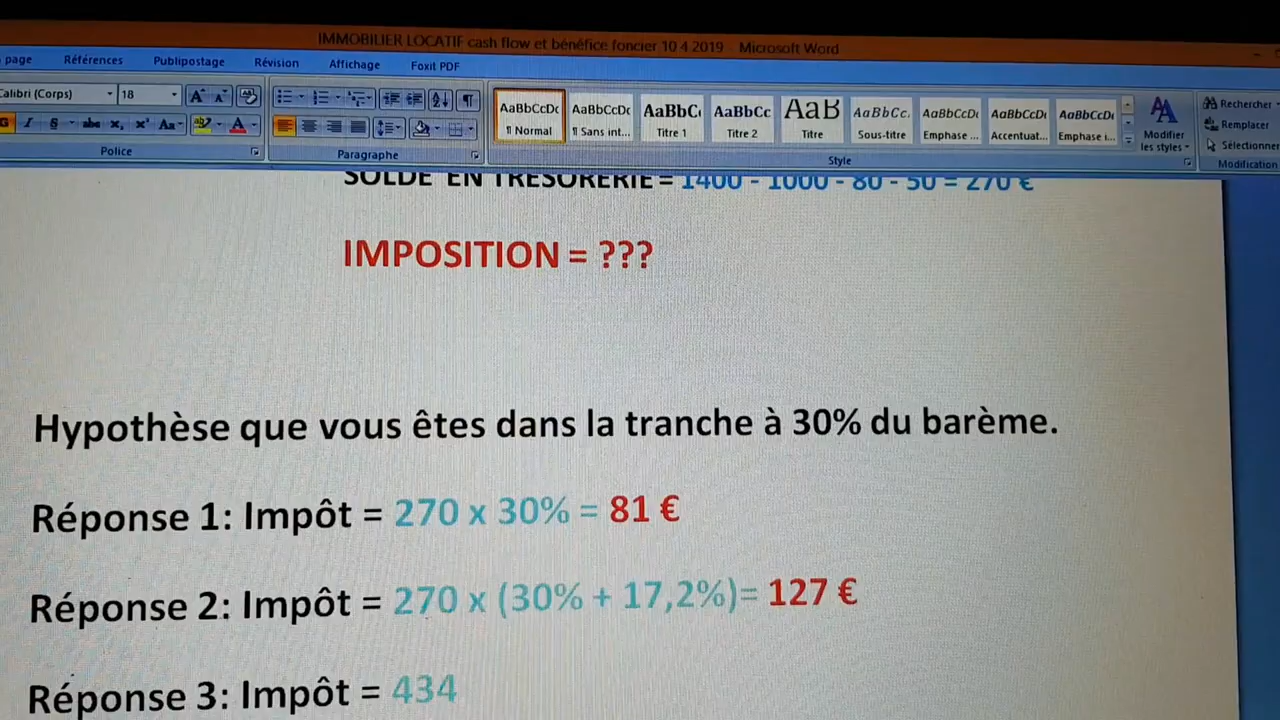 IMMOBILIER LOCATIF cash flow et bénéfice foncier 10 4 2019 - Microsoft Word
page Références Publipostage Révision Affichage Foxit PDF
Calibri (Corps) 18
AaBbCcDc AaBbCcDc AaBbC AaBbCc AaB AaBbCc. AaBbCcDc AaBbCcDc AaBbCcDc
¶ Normal ¶ Sans int... Titre 1 Titre 2 Titre Sous-titre Emphase ... Accentuat... Emphase i...
Modifier les styles
Rechercher
Remplacer
Sélectionner
Police Paragraphe Style Modification
SOLDE EN TRESORERIE = 1400 - 1000 - 80 - 50 = 270 €
IMPOSITION = ???
Hypothèse que vous êtes dans la tranche à 30% du barème.
Réponse 1: Impôt = 270 x 30% = 81 €
Réponse 2: Impôt = 270 x (30% + 17,2%)= 127 €
Réponse 3: Impôt = 434